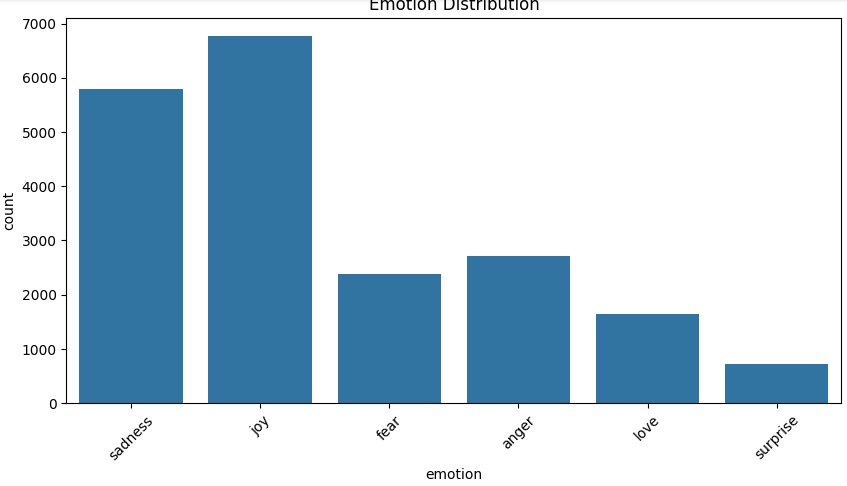 Emotion Distribution
7000
6000
5000
4000
3000
2000
1000
0
count
sadness
joy
fear
anger
love
surprise
emotion